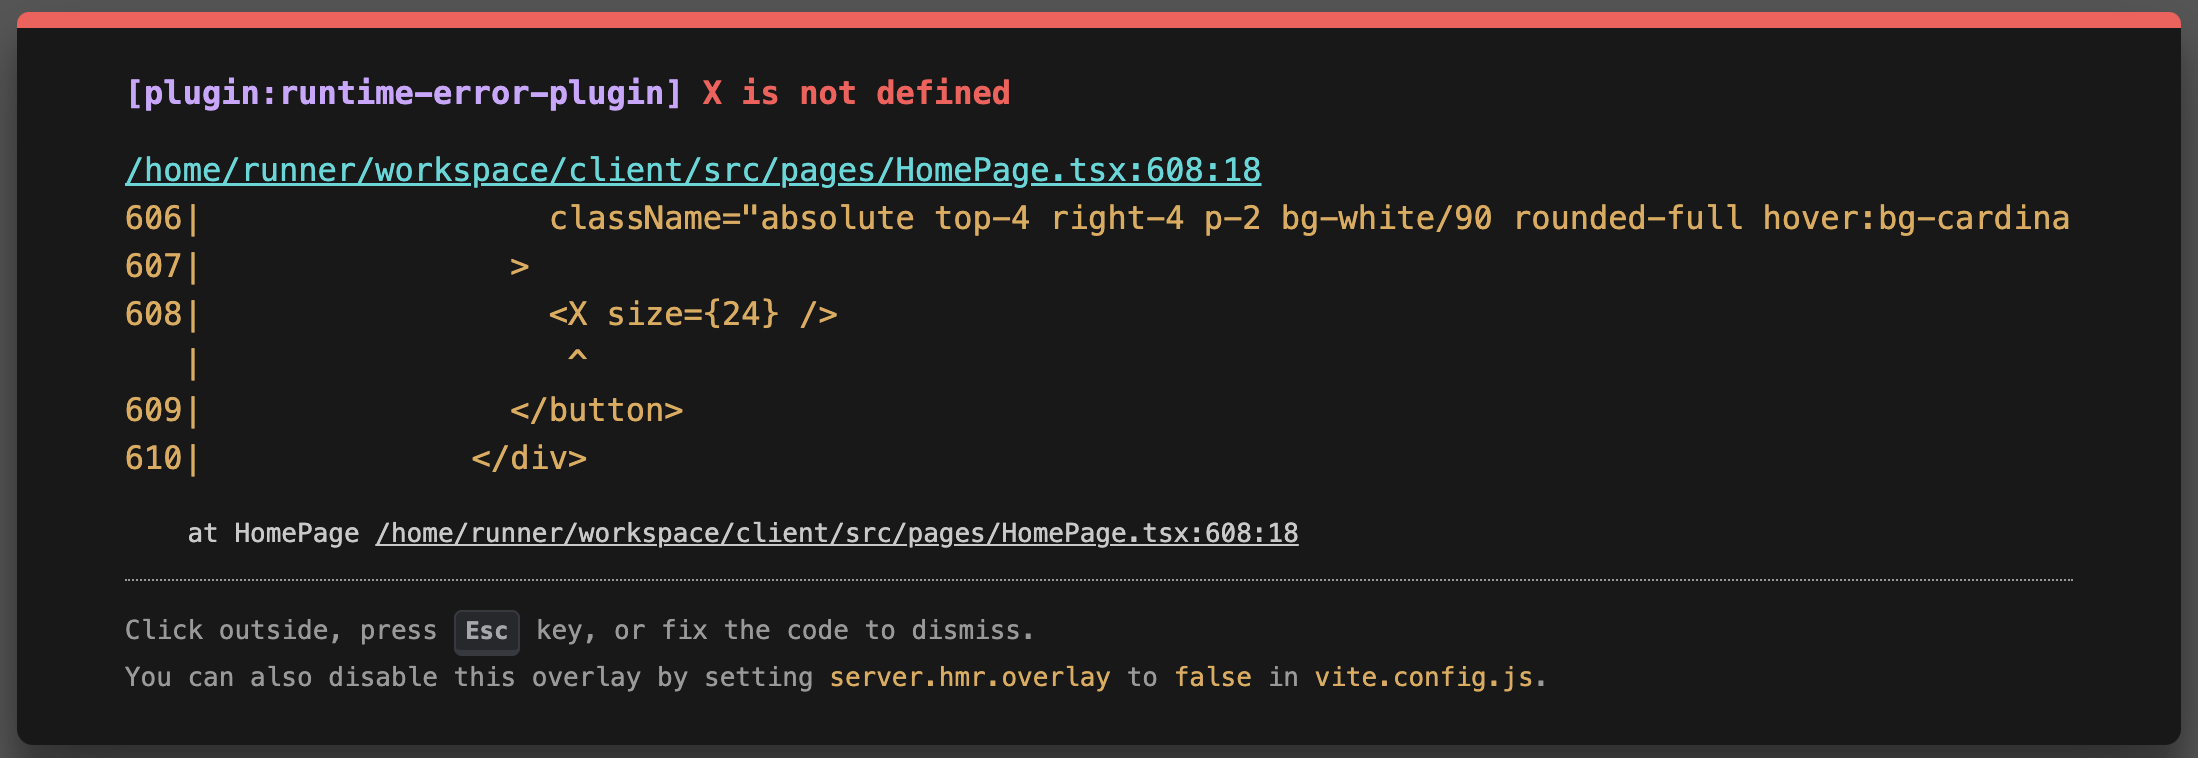 [plugin:runtime-error-plugin] X is not defined
/home/runner/workspace/client/src/pages/HomePage.tsx:608:18
606|                  className="absolute top-4 right-4 p-2 bg-white/90 rounded-full hover:bg-cardina
607|                >
608|                  <X size={24} />
   |                   ^
609|                </button>
610|              </div>
at HomePage /home/runner/workspace/client/src/pages/HomePage.tsx:608:18
Click outside, press Esc key, or fix the code to dismiss.
You can also disable this overlay by setting server.hmr.overlay to false in vite.config.js.